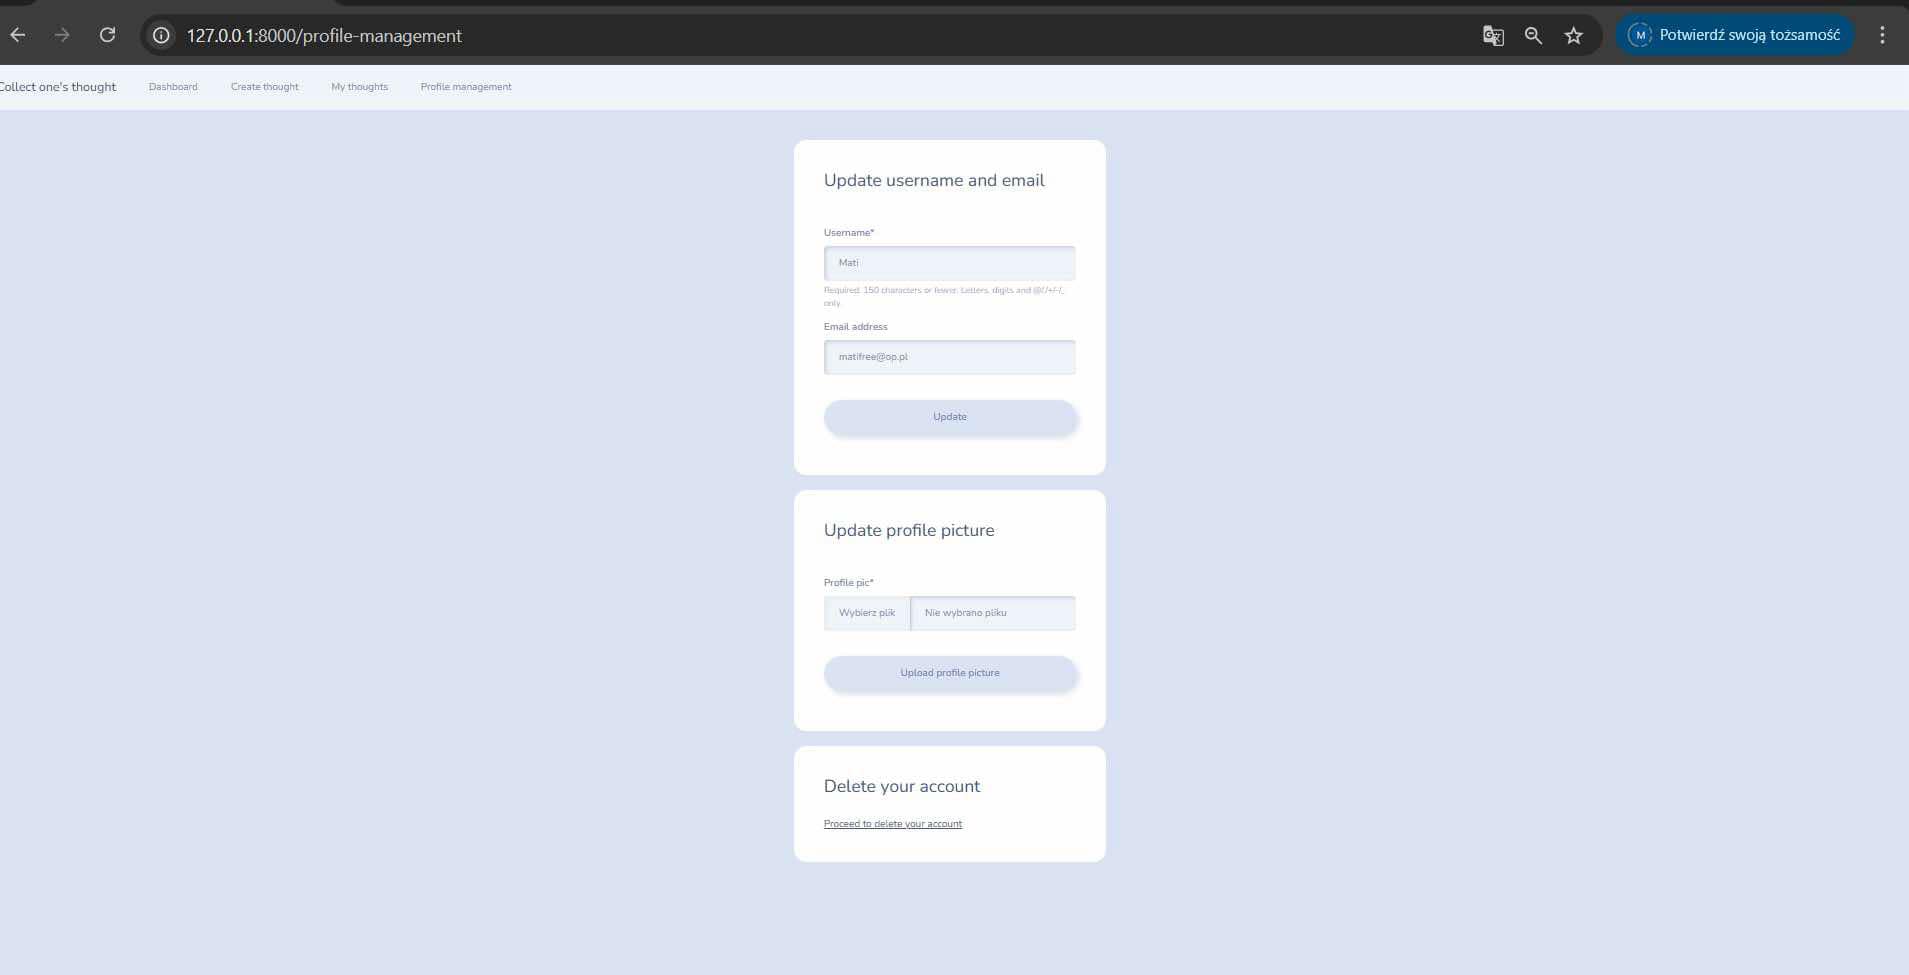 127.0.0.1:8000/profile-management
M Potwierdź swoją tożsamość
Collect one's thought Dashboard Create thought My thoughts Profile management
Update username and email
Username*
Mati
Required. 150 characters or fewer. Letters, digits and @/./+/-/_
only.
Email address
matifree@op.pl
Update
Update profile picture
Profile pic*
Wybierz plik Nie wybrano pliku
Upload profile picture
Delete your account
Proceed to delete your account